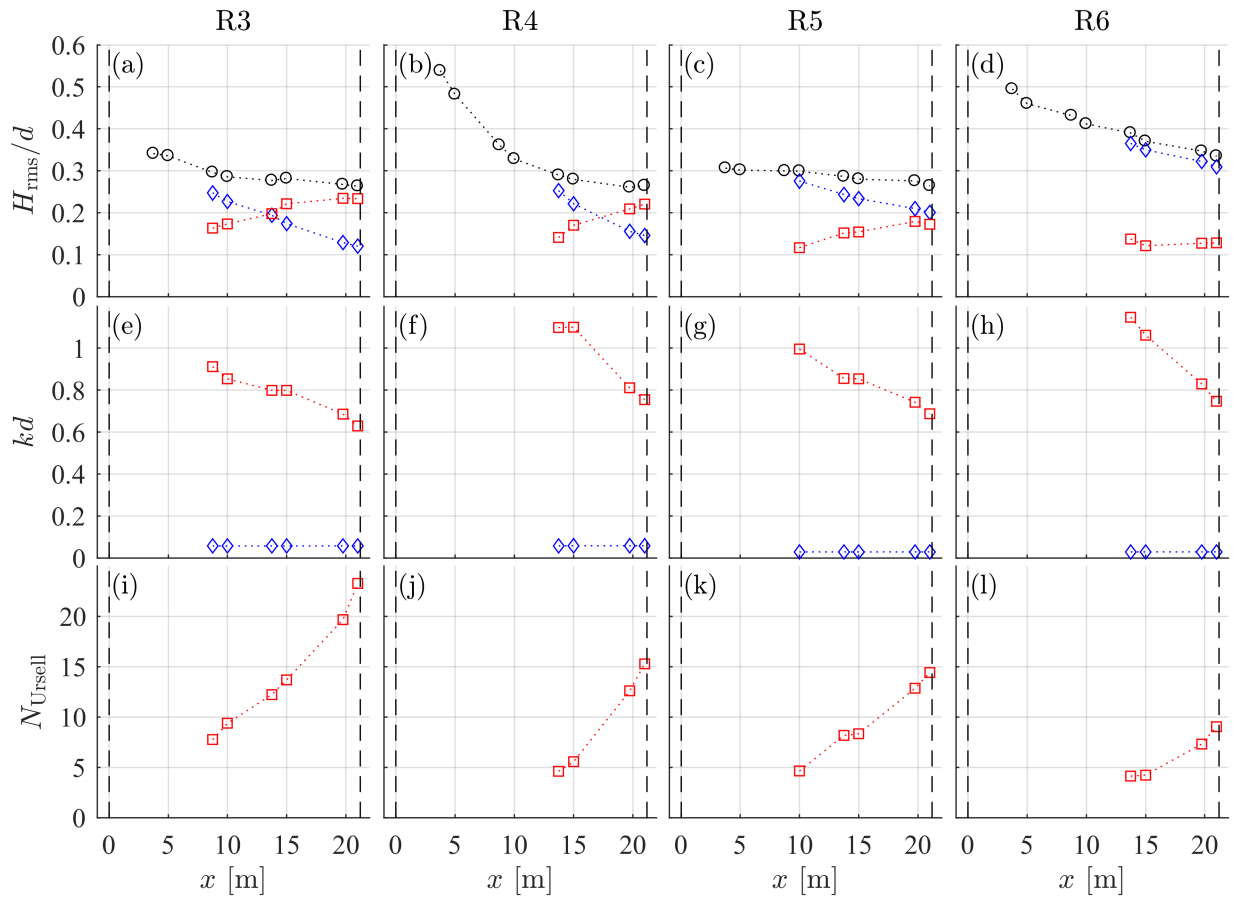 R3 R4 R5 R6
(a) (b) (c) (d)
0.6
0.5
0.4
0.3
0.2
0.1
0
H_rms/d
(e) (f) (g) (h)
1
0.8
0.6
0.4
0.2
0
kd
(i) (j) (k) (l)
20
15
10
5
0
N_Ursell
0 5 10 15 20 0 5 10 15 20 0 5 10 15 20 0 5 10 15 20
x [m] x [m] x [m] x [m]